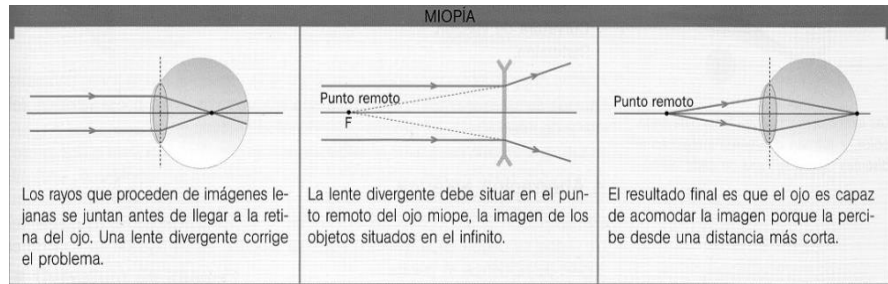 MIOPÍA
Los rayos que proceden de imágenes le-
janas se juntan antes de llegar a la reti-
na del ojo. Una lente divergente corrige
el problema.
Punto remoto
F
La lente divergente debe situar en el pun-
to remoto del ojo miope, la imagen de los
objetos situados en el infinito.
Punto remoto
El resultado final es que el ojo es capaz
de acomodar la imagen porque la perci-
be desde una distancia más corta.